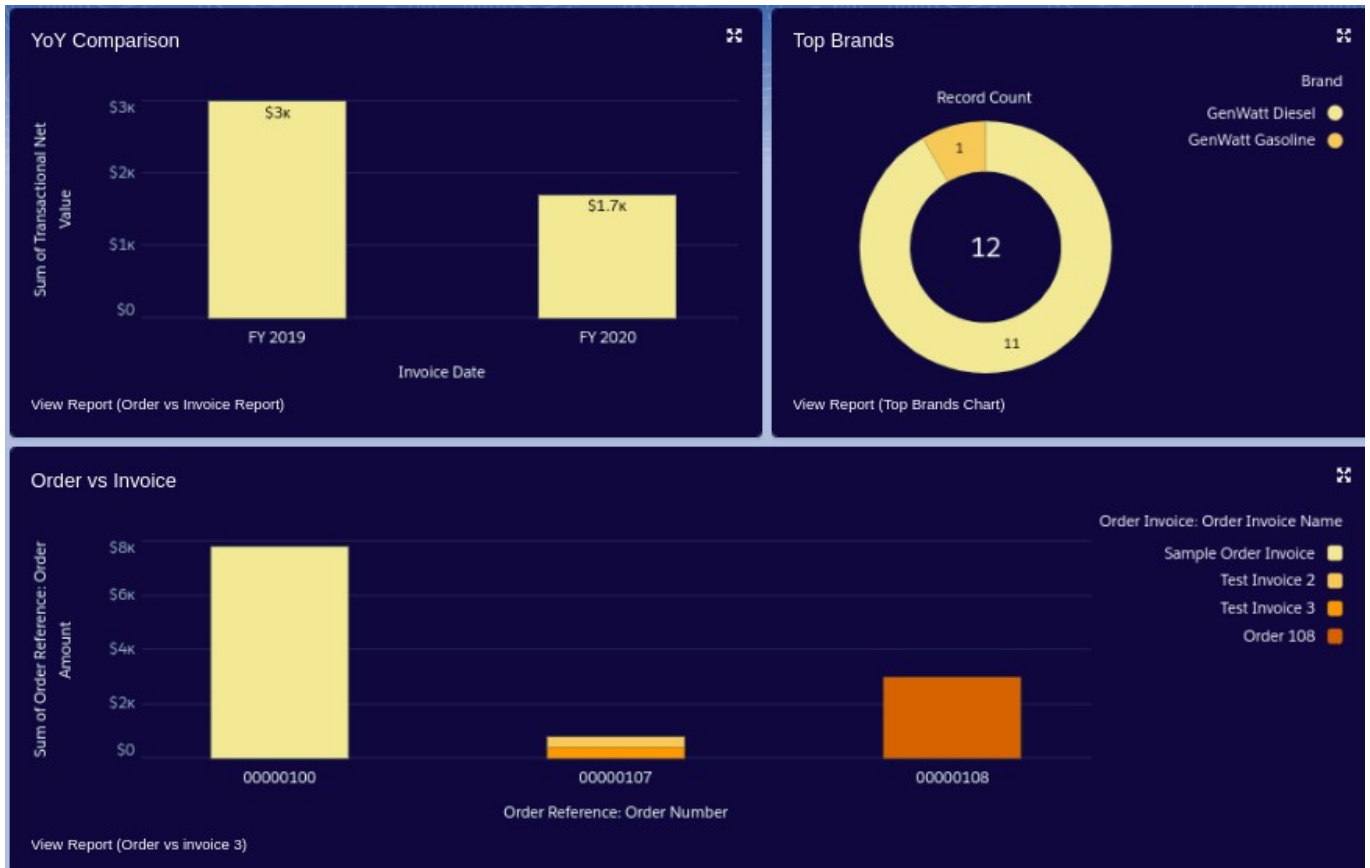 YoY Comparison
Sum of Transactional Net
Value
$3K
$2K
$1K
$0
$3K
$1.7K
FY 2019
FY 2020
Invoice Date
View Report (Order vs Invoice Report)
Top Brands
Record Count
Brand
GenWatt Diesel
GenWatt Gasoline
1
12
11
View Report (Top Brands Chart)
Order vs Invoice
Sum of Order Reference: Order
Amount
$8K
$6K
$4K
$2K
$0
00000100
00000107
00000108
Order Reference: Order Number
Order Invoice: Order Invoice Name
Sample Order Invoice
Test Invoice 2
Test Invoice 3
Order 108
View Report (Order vs invoice 3)